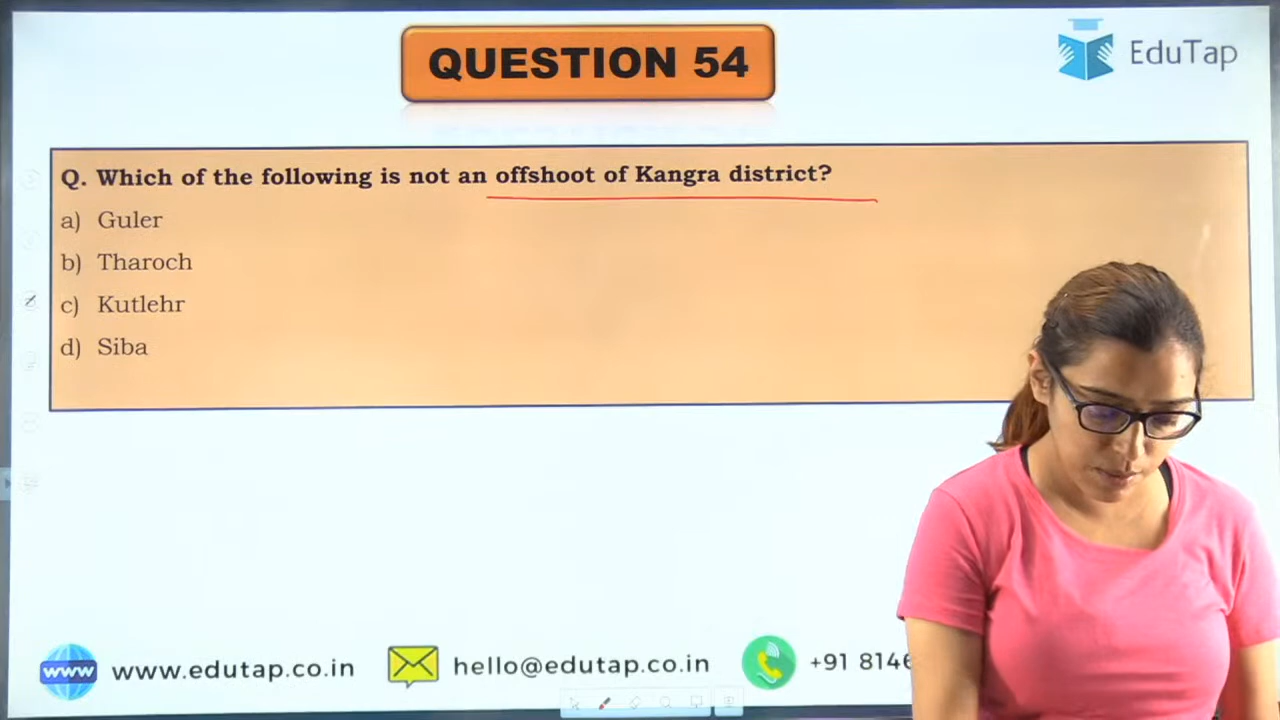 QUESTION 54
EduTap
Q. Which of the following is not an offshoot of Kangra district?
a) Guler
b) Tharoch
c) Kutlehr
d) Siba
www www.edutap.co.in
hello@edutap.co.in
+91 8146